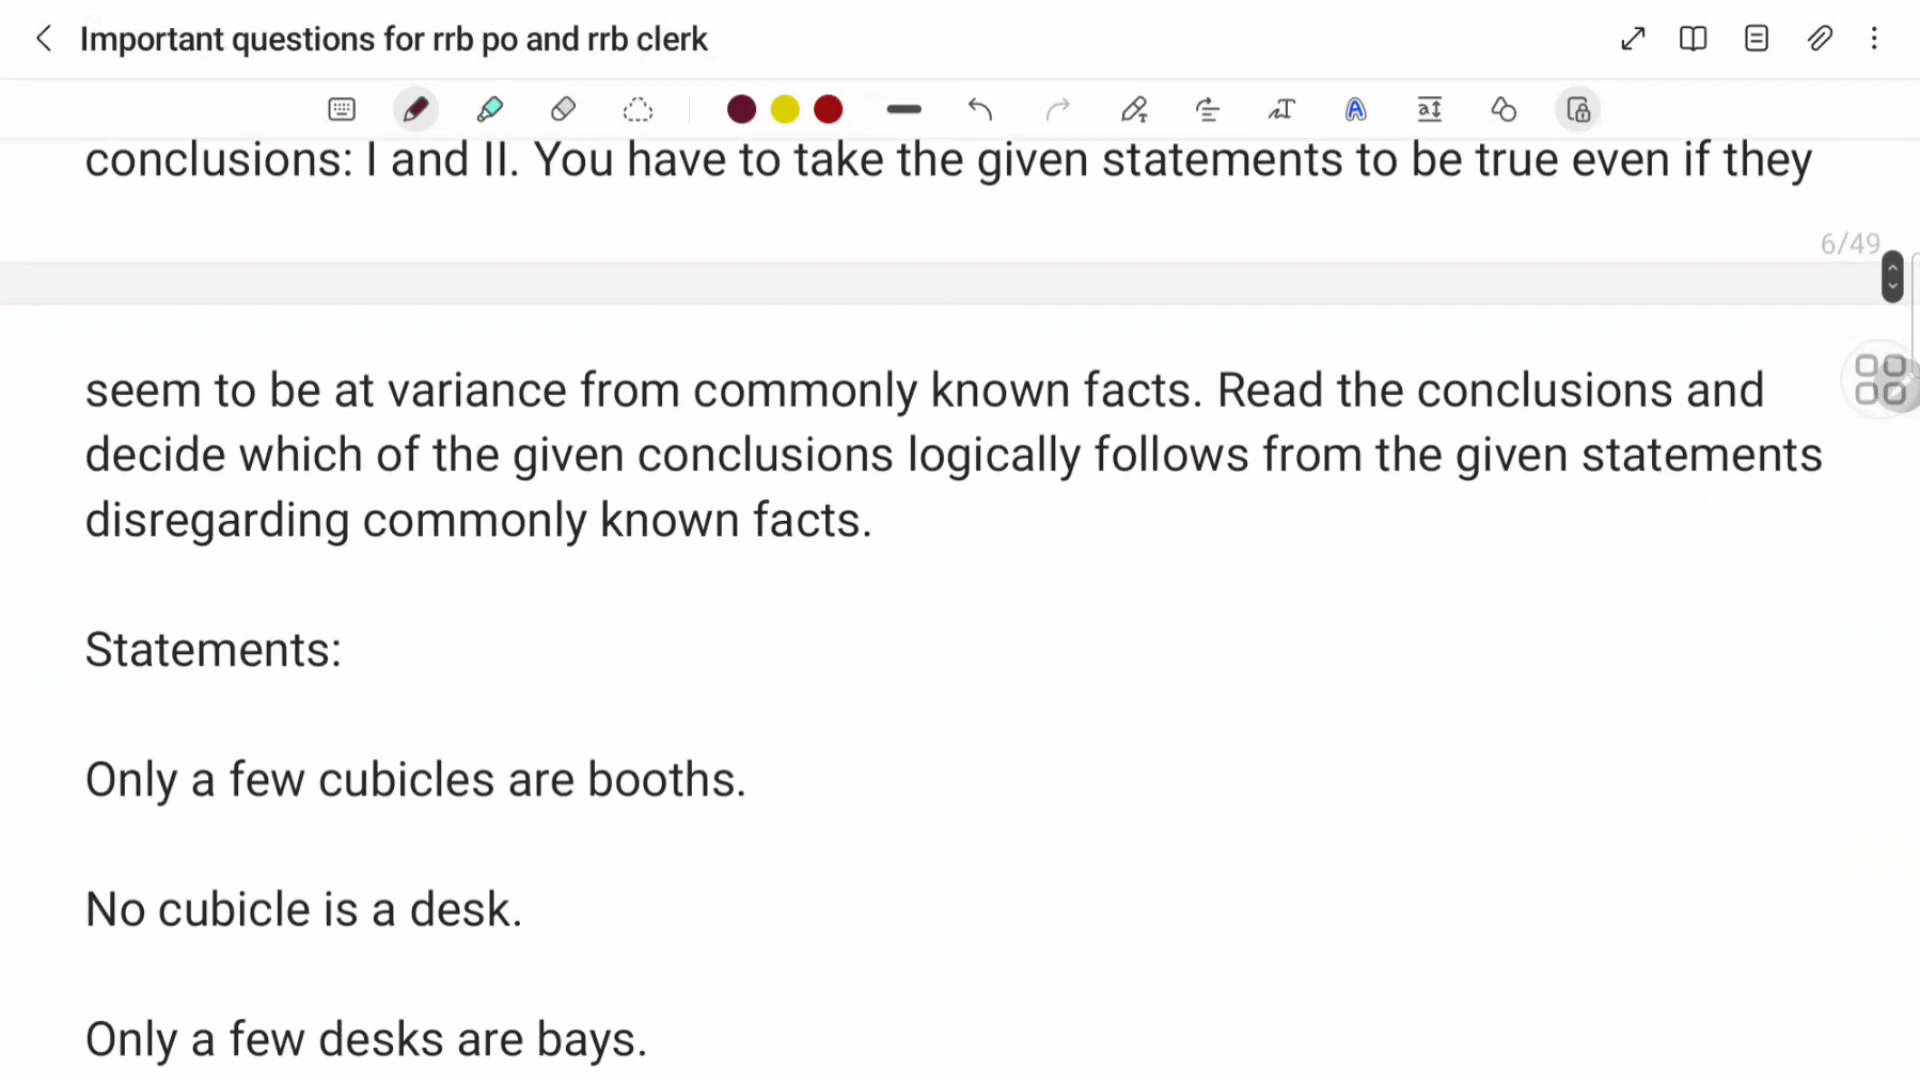 Important questions for rrb po and rrb clerk
conclusions: I and II. You have to take the given statements to be true even if they
6/49
seem to be at variance from commonly known facts. Read the conclusions and
decide which of the given conclusions logically follows from the given statements
disregarding commonly known facts.
Statements:
Only a few cubicles are booths.
No cubicle is a desk.
Only a few desks are bays.